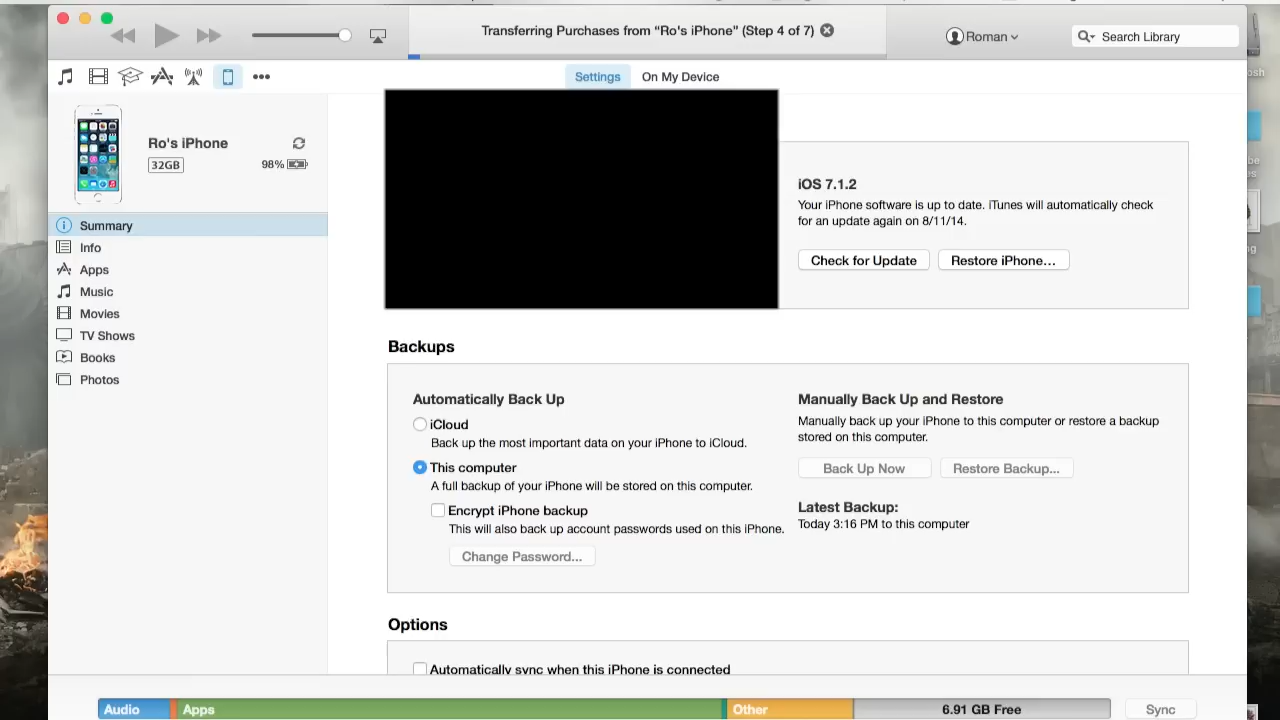 Transferring Purchases from “Ro's iPhone” (Step 4 of 7)
Roman
Search Library
Settings
On My Device
Ro's iPhone
32GB
98%
Summary
Info
Apps
Music
Movies
TV Shows
Books
Photos
iOS 7.1.2
Your iPhone software is up to date. iTunes will automatically check
for an update again on 8/11/14.
Check for Update
Restore iPhone...
Backups
Automatically Back Up
iCloud
Back up the most important data on your iPhone to iCloud.
This computer
A full backup of your iPhone will be stored on this computer.
Encrypt iPhone backup
This will also back up account passwords used on this iPhone.
Change Password...
Manually Back Up and Restore
Manually back up your iPhone to this computer or restore a backup
stored on this computer.
Back Up Now
Restore Backup...
Latest Backup:
Today 3:16 PM to this computer
Options
Automatically sync when this iPhone is connected
Audio
Apps
Other
6.91 GB Free
Sync